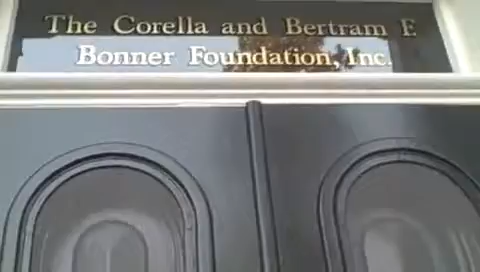 The Corella and Bertram F.
Bonner Foundation, Inc.